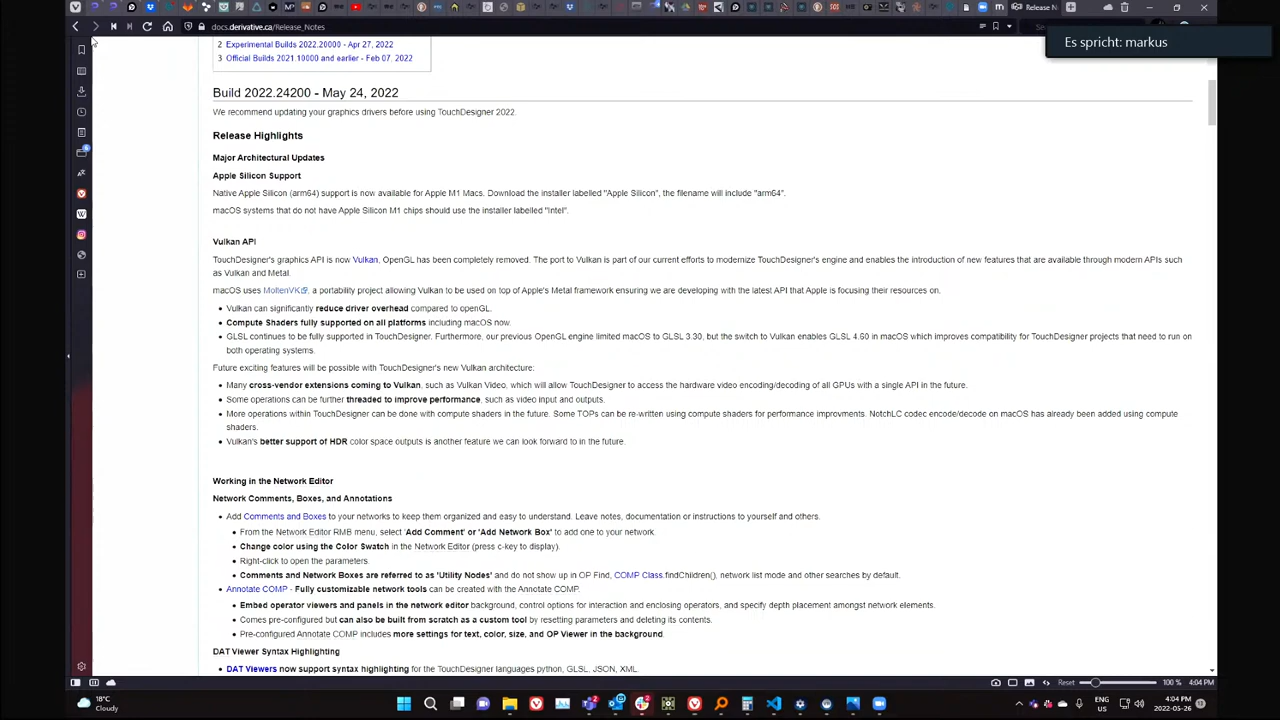 Release N
docs.derivative.ca/Release_Notes
Es spricht: markus
2 Experimental Builds 2022.20000 - Apr 27, 2022
3 Official Builds 2021.10000 and earlier - Feb 07, 2022
Build 2022.24200 - May 24, 2022
We recommend updating your graphics drivers before using TouchDesigner 2022.
Release Highlights
Major Architectural Updates
Apple Silicon Support
Native Apple Silicon (arm64) support is now available for Apple M1 Macs. Download the installer labelled "Apple Silicon", the filename will include "arm64".
macOS systems that do not have Apple Silicon M1 chips should use the installer labelled "Intel".
Vulkan API
TouchDesigner's graphics API is now Vulkan, OpenGL has been completely removed. The port to Vulkan is part of our current efforts to modernize TouchDesigner's engine and enables the introduction of new features that are available through modern APIs such
as Vulkan and Metal.
macOS uses MoltenVK, a portability project allowing Vulkan to be used on top of Apple's Metal framework ensuring we are developing with the latest API that Apple is focusing their resources on.
• Vulkan can significantly reduce driver overhead compared to openGL.
• Compute Shaders fully supported on all platforms including macOS now.
• GLSL continues to be fully supported in TouchDesigner. Furthermore, our previous OpenGL engine limited macOS to GLSL 3.30, but the switch to Vulkan enables GLSL 4.60 in macOS which improves compatibility for TouchDesigner projects that need to run on
both operating systems.
Future exciting features will be possible with TouchDesigner's new Vulkan architecture:
• Many cross-vendor extensions coming to Vulkan, such as Vulkan Video, which will allow TouchDesigner to access the hardware video encoding/decoding of all GPUs with a single API in the future.
• Some operations can be further threaded to improve performance, such as video input and outputs.
• More operations within TouchDesigner can be done with compute shaders in the future. Some TOPs can be re-written using compute shaders for performance improvments. NotchLC codec encode/decode on macOS has already been added using compute
shaders.
• Vulkan's better support of HDR color space outputs is another feature we can look forward to in the future.
Working in the Network Editor
Network Comments, Boxes, and Annotations
• Add Comments and Boxes to your networks to keep them organized and easy to understand. Leave notes, documentation or instructions to yourself and others.
• From the Network Editor RMB menu, select 'Add Comment' or 'Add Network Box' to add one to your network.
• Change color using the Color Swatch in the Network Editor (press c-key to display).
• Right-click to open the parameters.
• Comments and Network Boxes are referred to as 'Utility Nodes' and do not show up in OP Find, COMP Class.findChildren(), network list mode and other searches by default.
• Annotate COMP - Fully customizable network tools can be created with the Annotate COMP.
• Embed operator viewers and panels in the network editor background, control options for interaction and enclosing operators, and specify depth placement amongst network elements.
• Comes pre-configured but can also be built from scratch as a custom tool by resetting parameters and deleting its contents.
• Pre-configured Annotate COMP includes more settings for text, color, size, and OP Viewer in the background.
DAT Viewer Syntax Highlighting
• DAT Viewers now support syntax highlighting for the TouchDesigner languages python, GLSL, JSON, XML.
Reset 100 % 4:04 PM
18°C
Cloudy
ENG
US
4:04 PM
2022-05-26